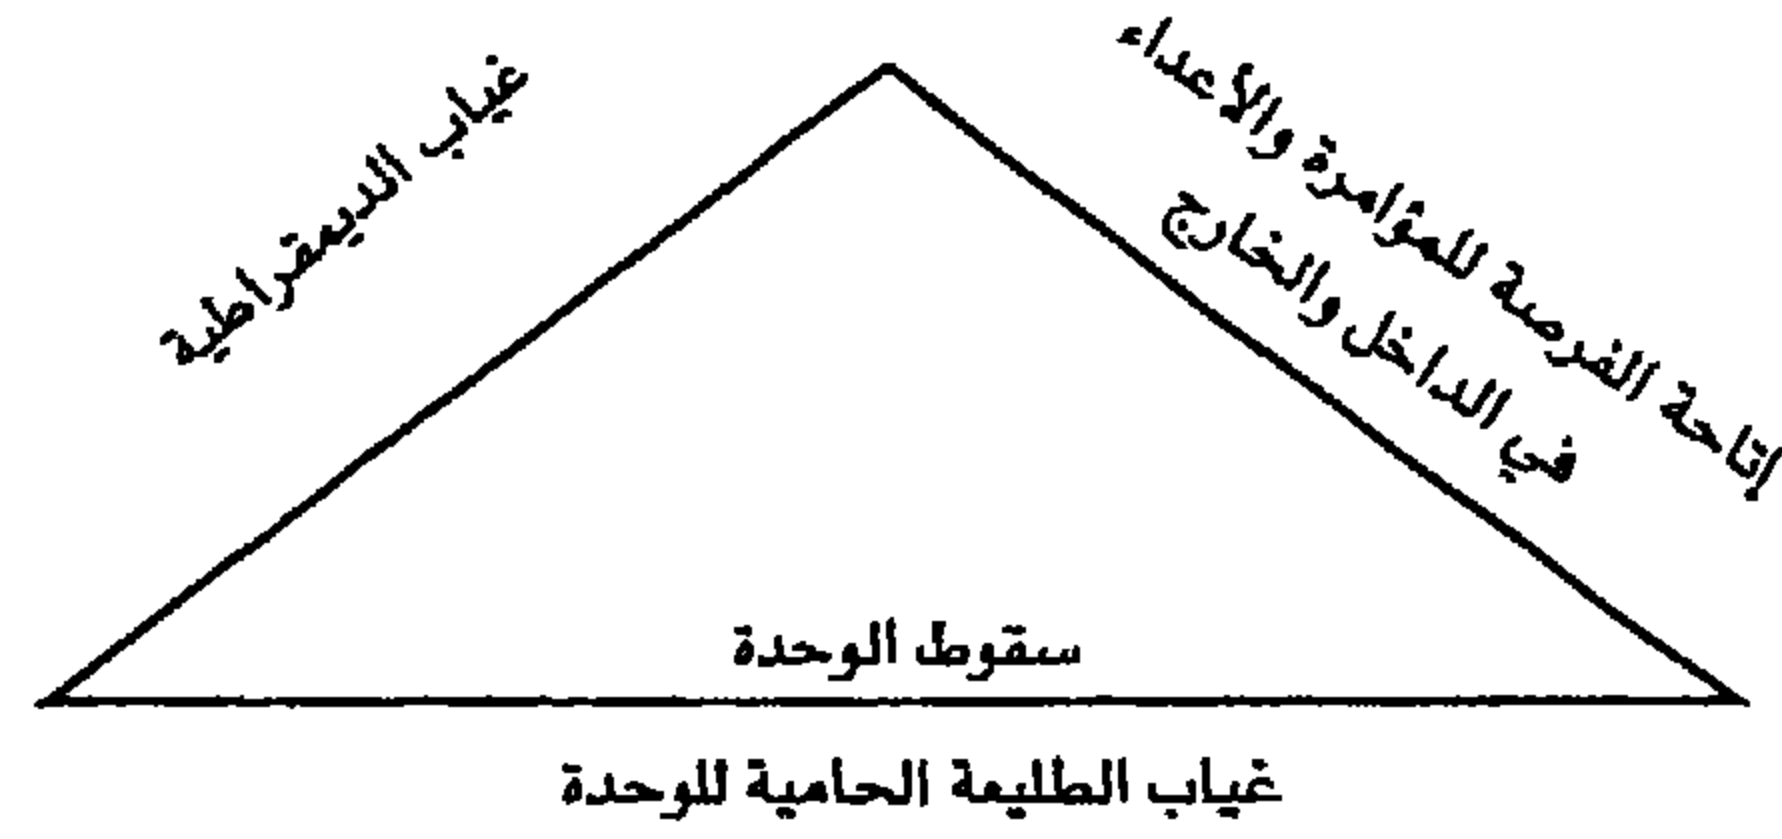 إتاحة الفرصة للمؤامرة والأعداء
في الداخل والخارج
غياب الديمقراطية
سقوط الوحدة
غياب الطليعة الحامية للوحدة